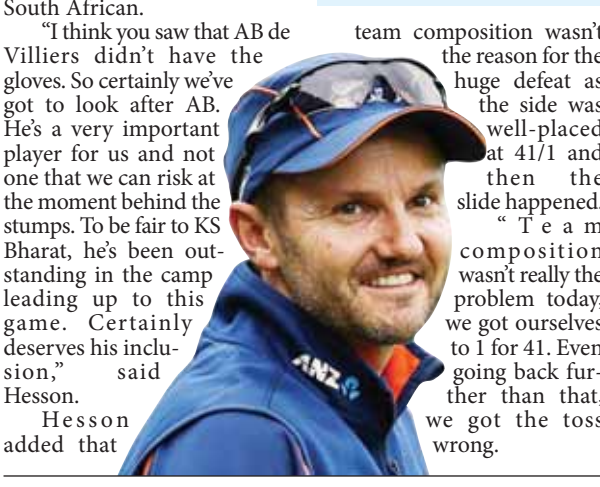 South African.
“I think you saw that AB de
Villiers didn’t have the
gloves. So certainly we’ve
got to look after AB.
He’s a very important
player for us and not
one that we can risk at
the moment behind the
stumps. To be fair to KS
Bharat, he’s been out-
standing in the camp
leading up to this
game. Certainly
deserves his inclu-
sion,” said
Hesson.
Hesson
added that
team composition wasn’t
the reason for the
huge defeat as
the side was
well-placed
at 41/1 and
then the
slide happened.
“Team
composition
wasn’t really the
problem today,
we got ourselves
to 1 for 41. Even
going back fur-
ther than that,
we got the toss
wrong.
ANZ